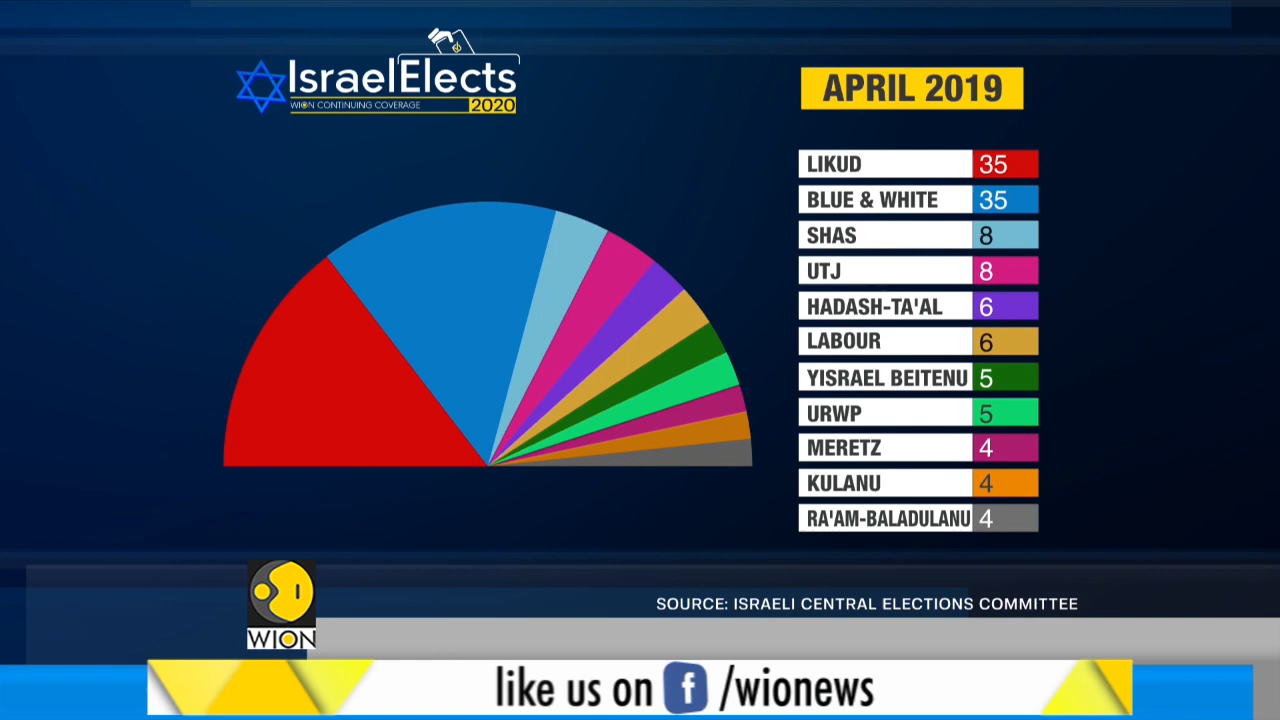 IsraelElects
WION CONTINUING COVERAGE 2020
APRIL 2019
LIKUD 35
BLUE & WHITE 35
SHAS 8
UTJ 8
HADASH-TA'AL 6
LABOUR 6
YISRAEL BEITENU 5
URWP 5
MERETZ 4
KULANU 4
RA'AM-BALADULANU 4
SOURCE: ISRAELI CENTRAL ELECTIONS COMMITTEE
WION
like us on f /wionews